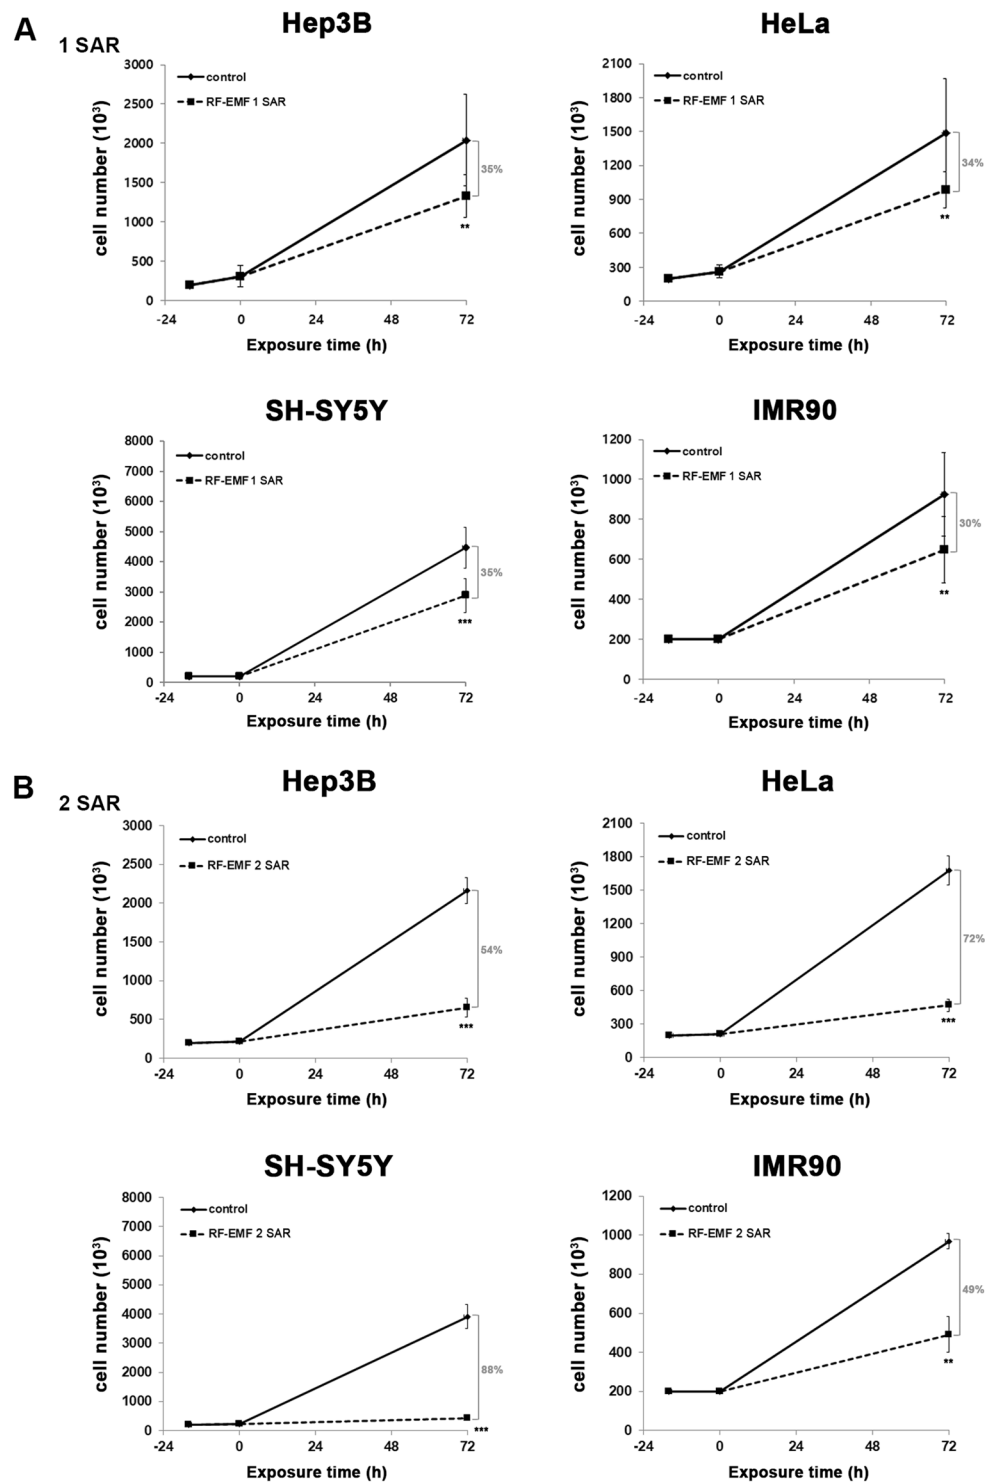 A
1 SAR
Hep3B
control
RF-EMF 1 SAR
cell number (10³)
3000
2500
2000
1500
1000
500
0
-24
0
24
48
72
Exposure time (h)
35%
**
HeLa
control
RF-EMF 1 SAR
cell number (10³)
2100
1800
1500
1200
900
600
300
0
-24
0
24
48
72
Exposure time (h)
34%
**
SH-SY5Y
control
RF-EMF 1 SAR
cell number (10³)
8000
7000
6000
5000
4000
3000
2000
1000
0
-24
0
24
48
72
Exposure time (h)
35%
***
IMR90
control
RF-EMF 1 SAR
cell number (10³)
1200
1000
800
600
400
200
0
-24
0
24
48
72
Exposure time (h)
30%
**
B
2 SAR
Hep3B
control
RF-EMF 2 SAR
cell number (10³)
3000
2500
2000
1500
1000
500
0
-24
0
24
48
72
Exposure time (h)
54%
***
HeLa
control
RF-EMF 2 SAR
cell number (10³)
2100
1800
1500
1200
900
600
300
0
-24
0
24
48
72
Exposure time (h)
72%
***
SH-SY5Y
control
RF-EMF 2 SAR
cell number (10³)
8000
7000
6000
5000
4000
3000
2000
1000
0
-24
0
24
48
72
Exposure time (h)
88%
***
IMR90
control
RF-EMF 2 SAR
cell number (10³)
1200
1000
800
600
400
200
0
-24
0
24
48
72
Exposure time (h)
49%
**